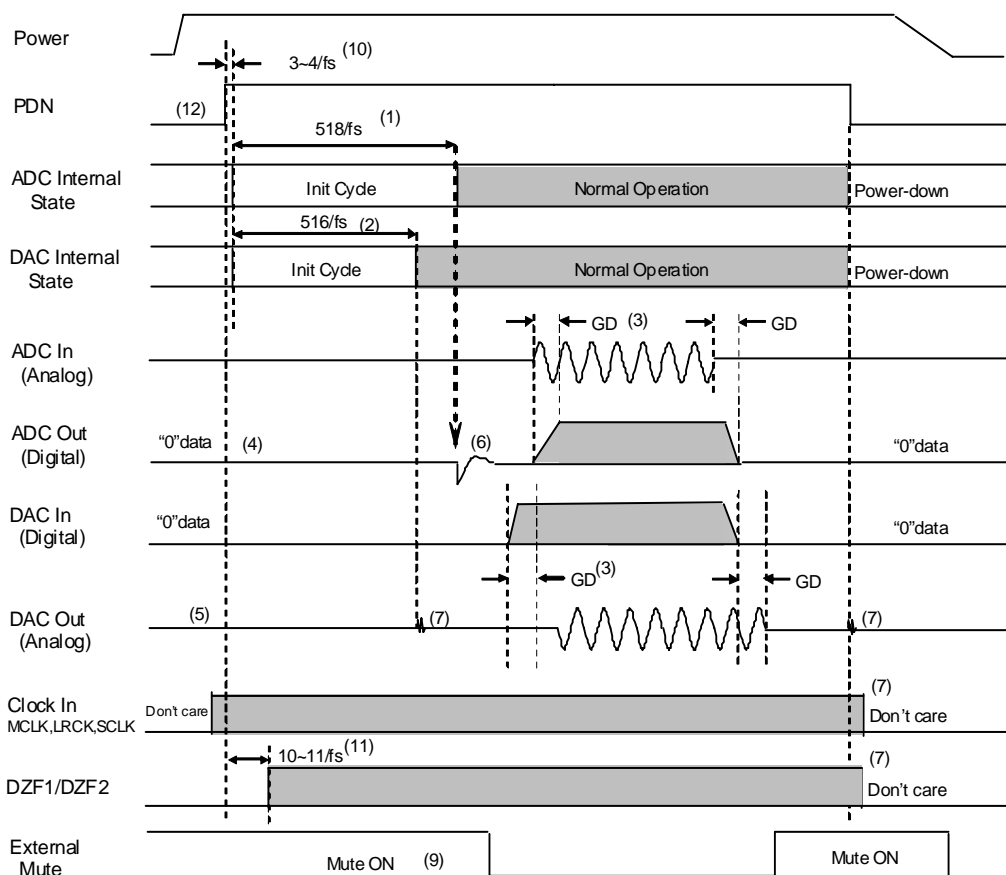 Power
3~4/fs (10)
PDN
(12)
518/fs (1)
ADC Internal
State
Init Cycle
Normal Operation
Power-down
516/fs (2)
DAC Internal
State
Init Cycle
Normal Operation
Power-down
GD (3)
GD
ADC In
(Analog)
ADC Out
(Digital)
“0”data
(4)
(6)
“0”data
DAC In
(Digital)
“0”data
“0”data
GD (3)
GD
DAC Out
(Analog)
(5)
(7)
(7)
Clock In
MCLK,LRCK,SCLK
Don't care
(7)
Don't care
10~11/fs (11)
(7)
DZF1/DZF2
Don't care
External
Mute
Mute ON (9)
Mute ON